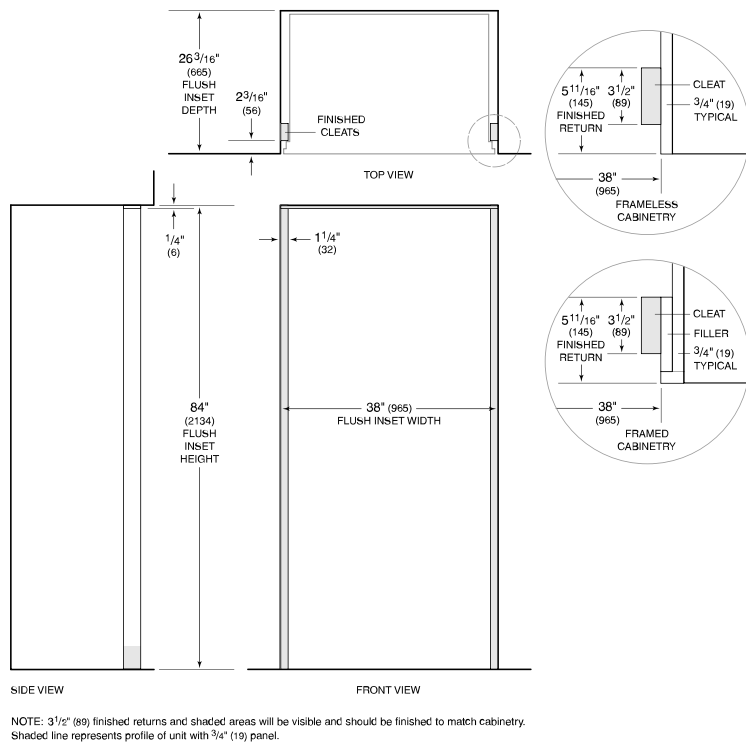 26 3/16"
(665)
FLUSH
INSET
DEPTH
2 3/16"
(56)
FINISHED
CLEATS
TOP VIEW
5 11/16"
(145)
FINISHED
RETURN
3 1/2"
(89)
CLEAT
3/4" (19)
TYPICAL
38"
(965)
FRAMELESS
CABINETRY
1/4"
(6)
1 1/4"
(32)
84"
(2134)
FLUSH
INSET
HEIGHT
38" (965)
FLUSH INSET WIDTH
5 11/16"
(145)
FINISHED
RETURN
3 1/2"
(89)
CLEAT
FILLER
3/4" (19)
TYPICAL
38"
(965)
FRAMED
CABINETRY
SIDE VIEW
FRONT VIEW
NOTE: 3 1/2" (89) finished returns and shaded areas will be visible and should be finished to match cabinetry.
Shaded line represents profile of unit with 3/4" (19) panel.